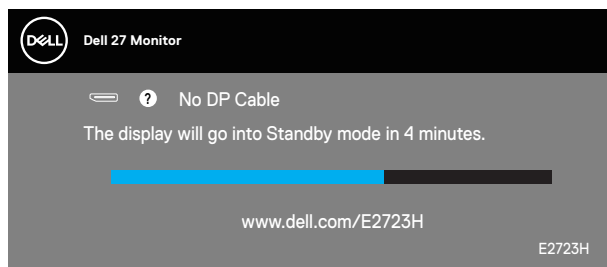 DELL
Dell 27 Monitor
? No DP Cable
The display will go into Standby mode in 4 minutes.
www.dell.com/E2723H
E2723H